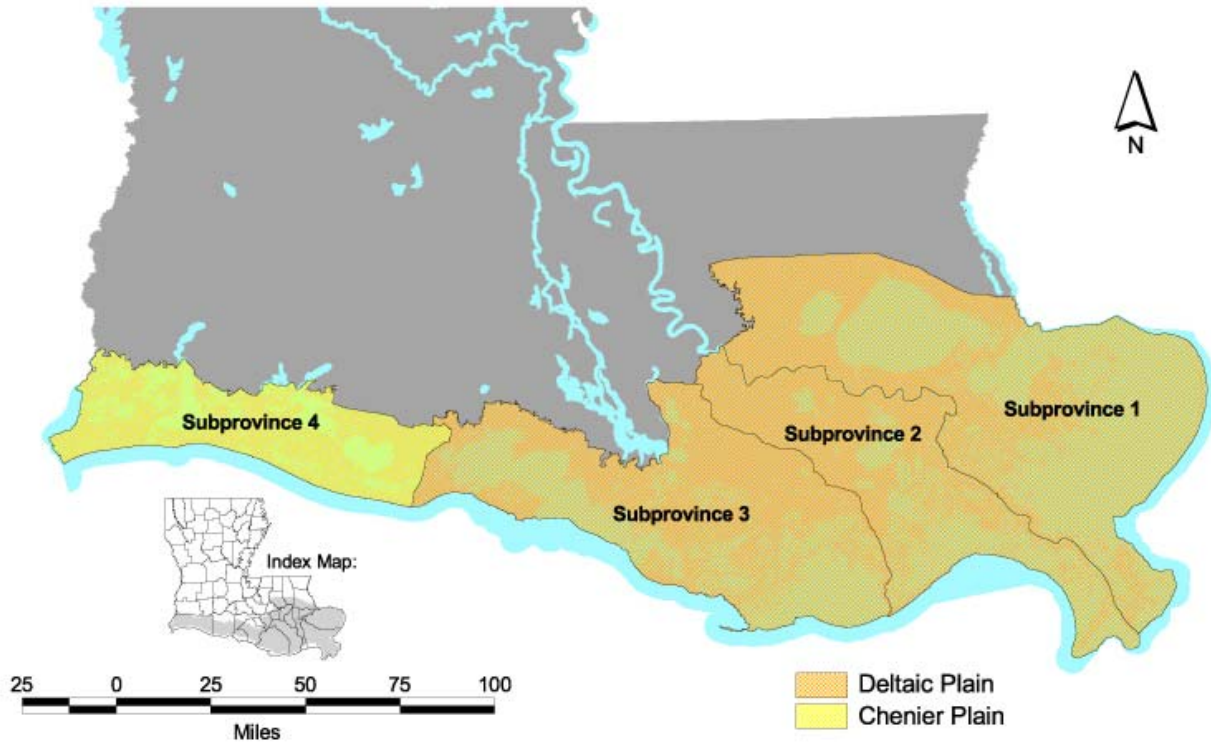 N
Subprovince 1
Subprovince 4
Subprovince 2
Subprovince 3
Index Map:
25 0 25 50 75 100
Miles
Deltaic Plain
Chenier Plain